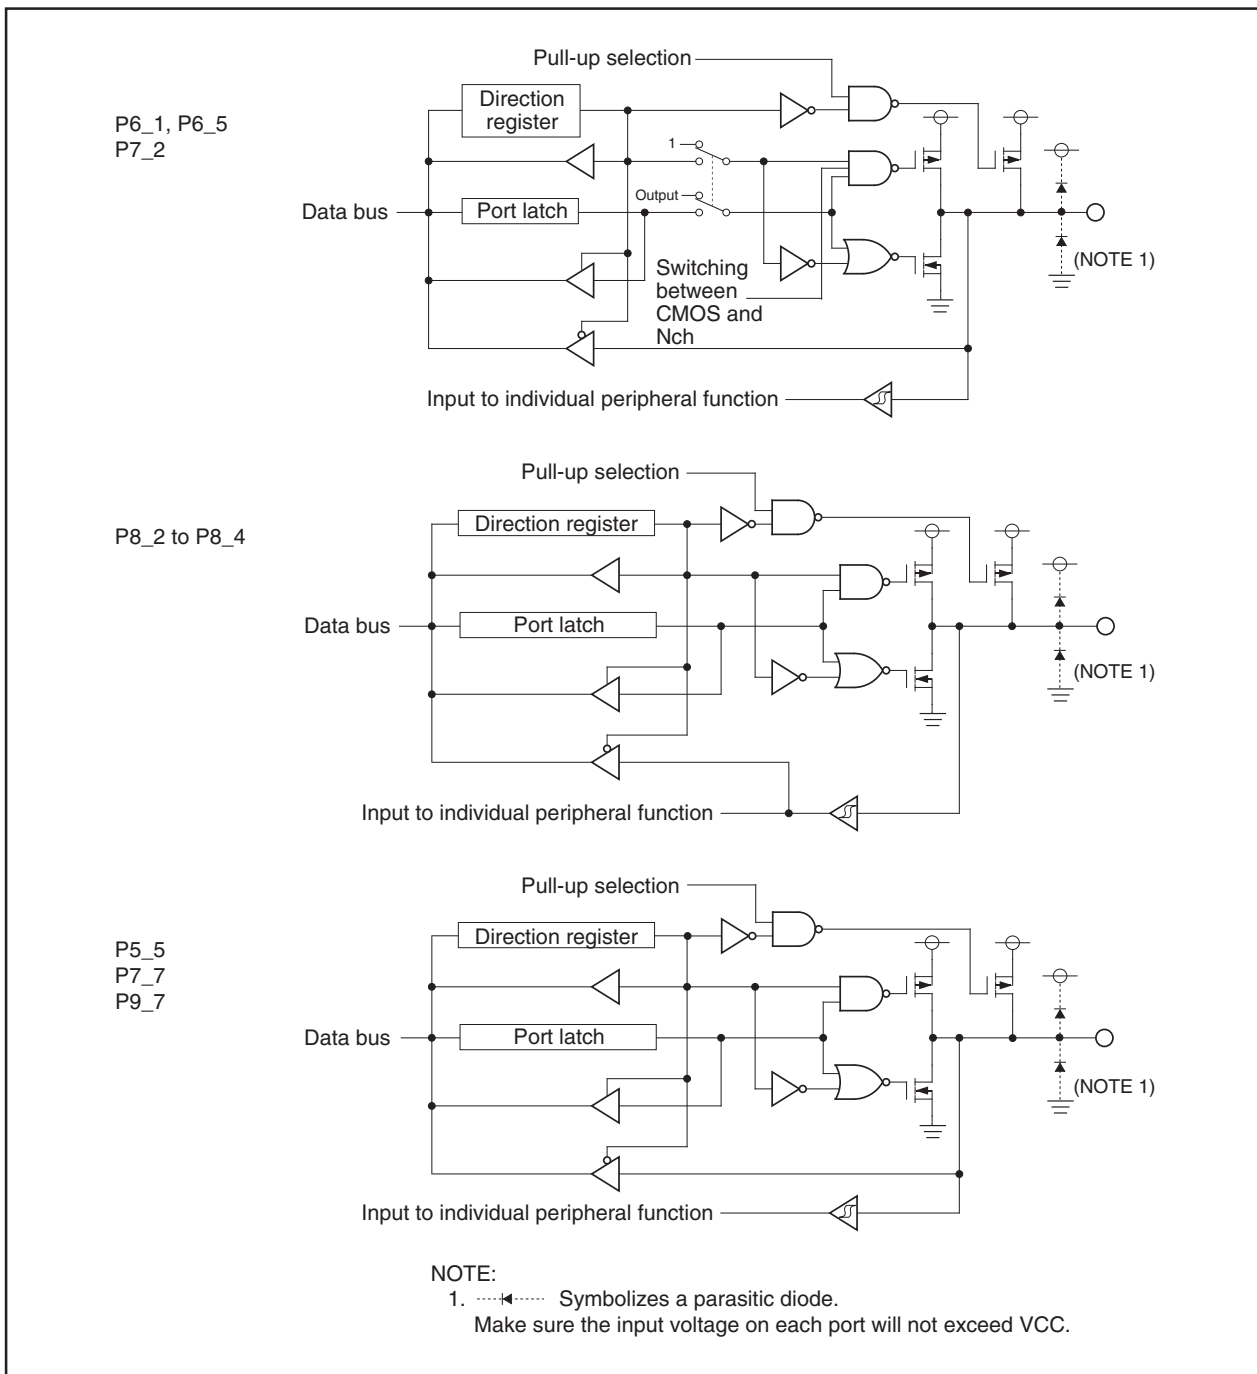 Pull-up selection
Direction
register
P6_1, P6_5
P7_2
1
Output
Data bus
Port latch
Switching
between
CMOS and
Nch
(NOTE 1)
Input to individual peripheral function
Pull-up selection
Direction register
P8_2 to P8_4
Data bus
Port latch
(NOTE 1)
Input to individual peripheral function
Pull-up selection
Direction register
P5_5
P7_7
P9_7
Data bus
Port latch
(NOTE 1)
Input to individual peripheral function
NOTE:
1. Symbolizes a parasitic diode.
Make sure the input voltage on each port will not exceed VCC.